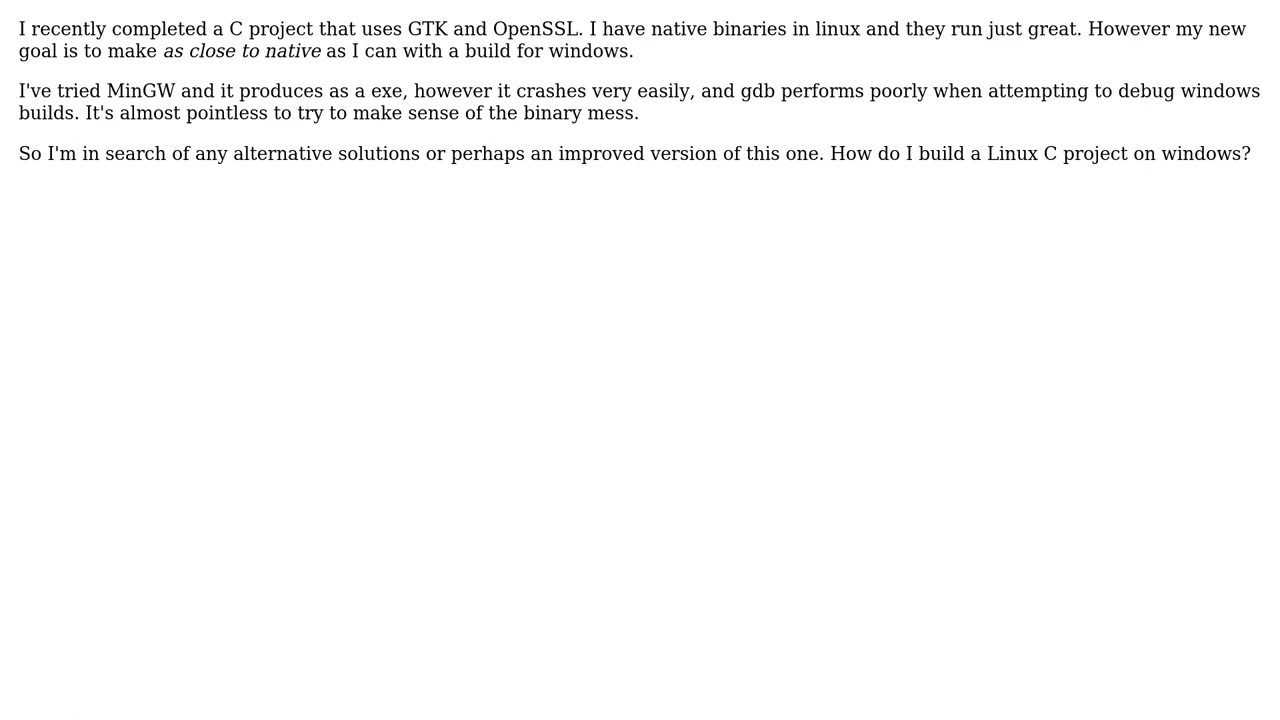 I recently completed a C project that uses GTK and OpenSSL. I have native binaries in linux and they run just great. However my new
goal is to make as close to native as I can with a build for windows.
I've tried MinGW and it produces as a exe, however it crashes very easily, and gdb performs poorly when attempting to debug windows
builds. It's almost pointless to try to make sense of the binary mess.
So I'm in search of any alternative solutions or perhaps an improved version of this one. How do I build a Linux C project on windows?